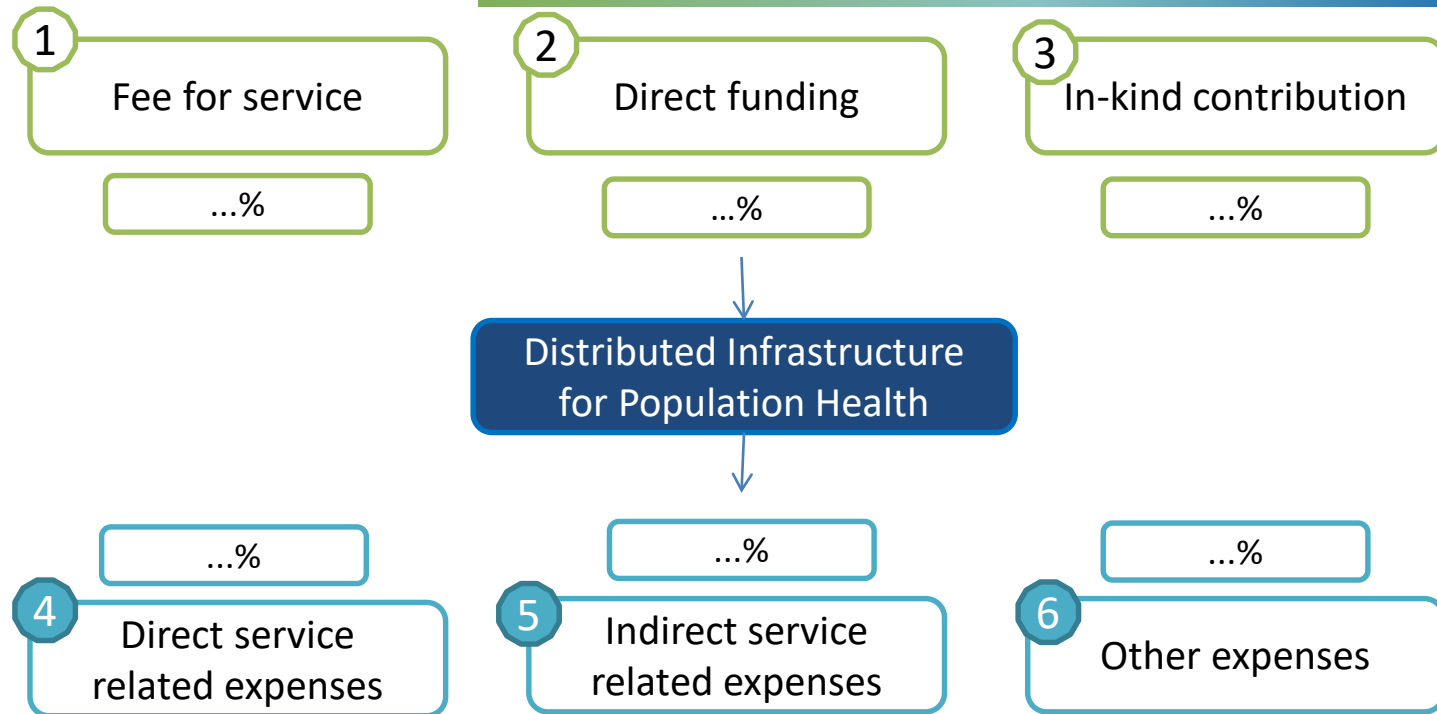 1
Fee for service
2
Direct funding
3
In-kind contribution
...%
...%
...%
Distributed Infrastructure
for Population Health
...%
...%
...%
4
Direct service
related expenses
5
Indirect service
related expenses
6
Other expenses